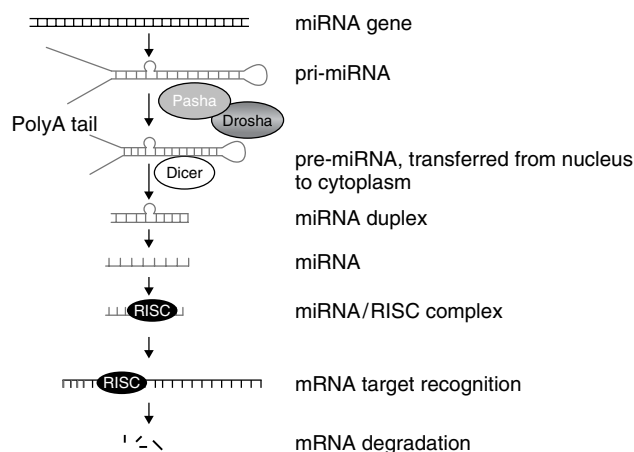 miRNA gene
pri-miRNA
Pasha
Drosha
PolyA tail
Dicer
pre-miRNA, transferred from nucleus
to cytoplasm
miRNA duplex
miRNA
RISC
miRNA/RISC complex
RISC
mRNA target recognition
mRNA degradation